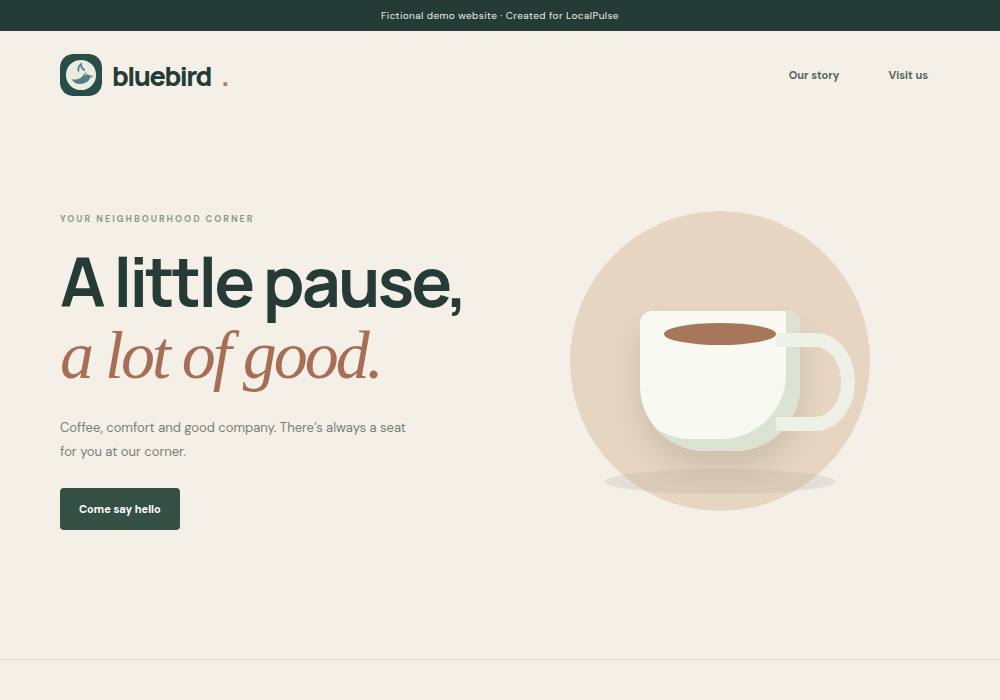 Fictional demo website · Created for LocalPulse
bluebird .
Our story
Visit us
YOUR NEIGHBOURHOOD CORNER
A little pause,
a lot of good.
Coffee, comfort and good company. There’s always a seat
for you at our corner.
Come say hello